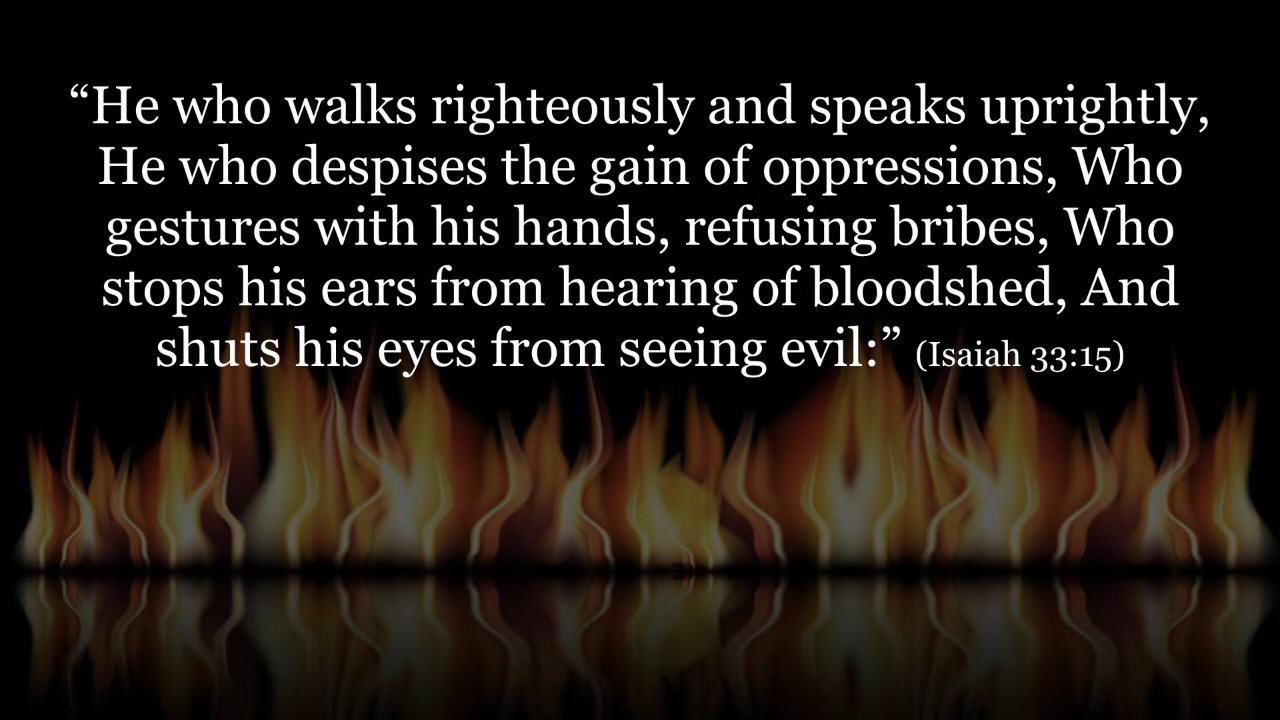 “He who walks righteously and speaks uprightly,
He who despises the gain of oppressions, Who
gestures with his hands, refusing bribes, Who
stops his ears from hearing of bloodshed, And
shuts his eyes from seeing evil:” (Isaiah 33:15)